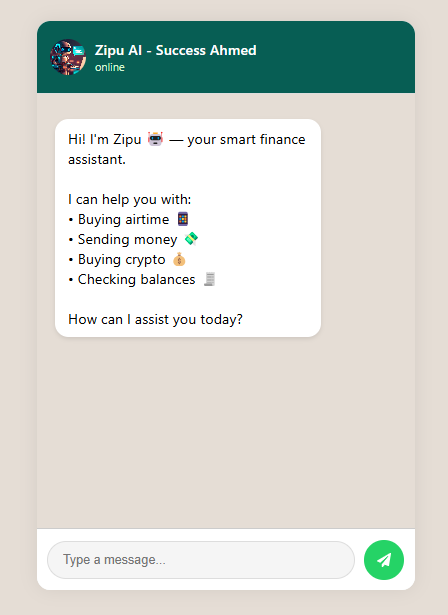 Zipu AI - Success Ahmed
online
Hi! I'm Zipu 🤖 — your smart finance
assistant.
I can help you with:
• Buying airtime 📱
• Sending money 💸
• Buying crypto 💰
• Checking balances 🧾
How can I assist you today?
Type a message...